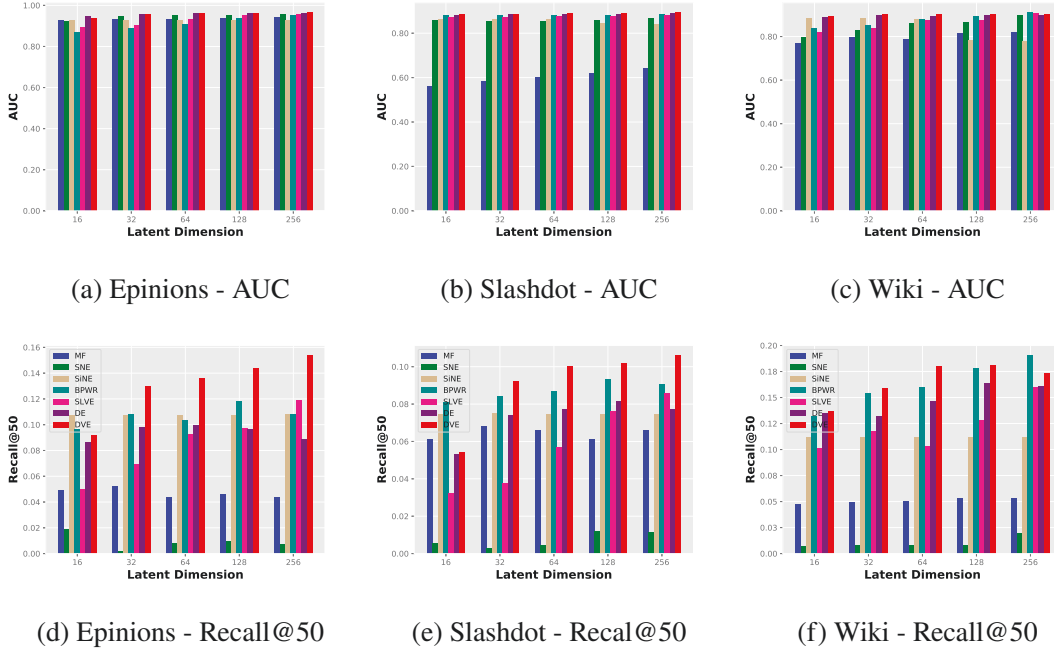 1.00
0.80
0.60
0.40
0.20
0.00
AUC
16 32 64 128 256
Latent Dimension
(a) Epinions - AUC
1.00
0.80
0.60
0.40
0.20
0.00
AUC
16 32 64 128 256
Latent Dimension
(b) Slashdot - AUC
0.80
0.60
0.40
0.20
0.00
AUC
16 32 64 128 256
Latent Dimension
(c) Wiki - AUC
0.16
0.14
0.12
0.10
0.08
0.06
0.04
0.02
0.00
Recall@50
MF
SNE
SiNE
BPWR
SLVE
DE
DVE
16 32 64 128 256
Latent Dimension
(d) Epinions - Recall@50
0.10
0.08
0.06
0.04
0.02
0.00
Recall@50
MF
SNE
SiNE
BPWR
SLVE
DE
DVE
16 32 64 128 256
Latent Dimension
(e) Slashdot - Recal@50
0.20
0.17
0.15
0.12
0.10
0.08
0.05
0.03
0.00
Recall@50
MF
SNE
SiNE
BPWR
SLVE
DE
DVE
16 32 64 128 256
Latent Dimension
(f) Wiki - Recall@50